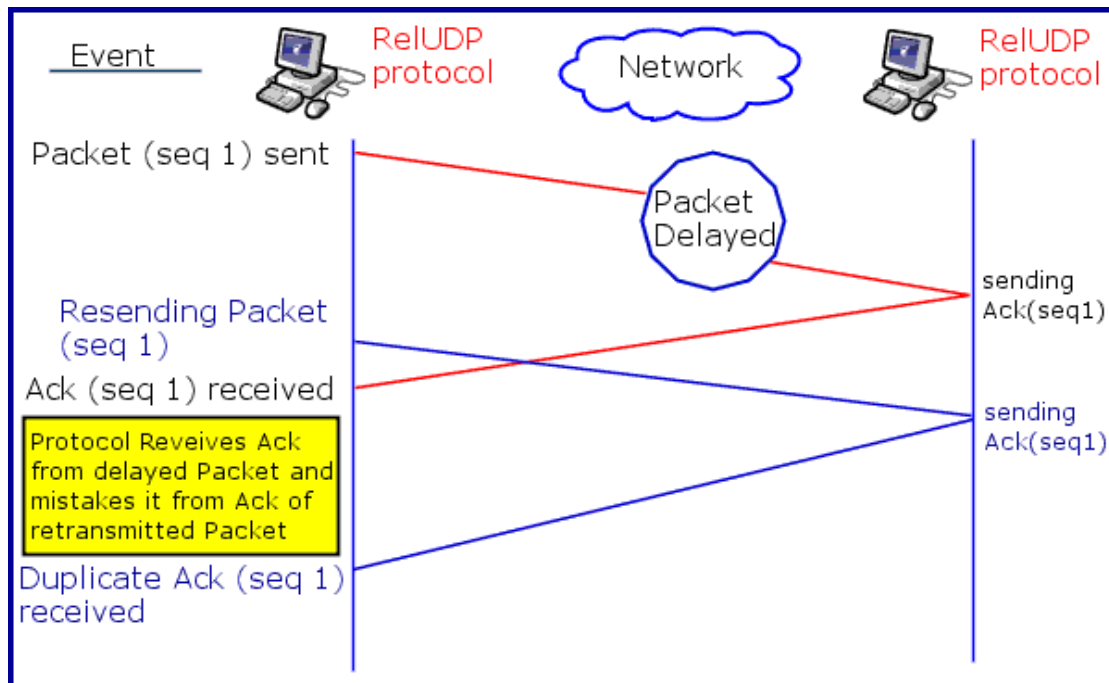 Event
RelUDP
protocol
Network
RelUDP
protocol
Packet (seq 1) sent
Packet
Delayed
sending
Ack(seq1)
Resending Packet
(seq 1)
Ack (seq 1) received
sending
Ack(seq1)
Protocol Reveives Ack
from delayed Packet and
mistakes it from Ack of
retransmitted Packet
Duplicate Ack (seq 1)
received